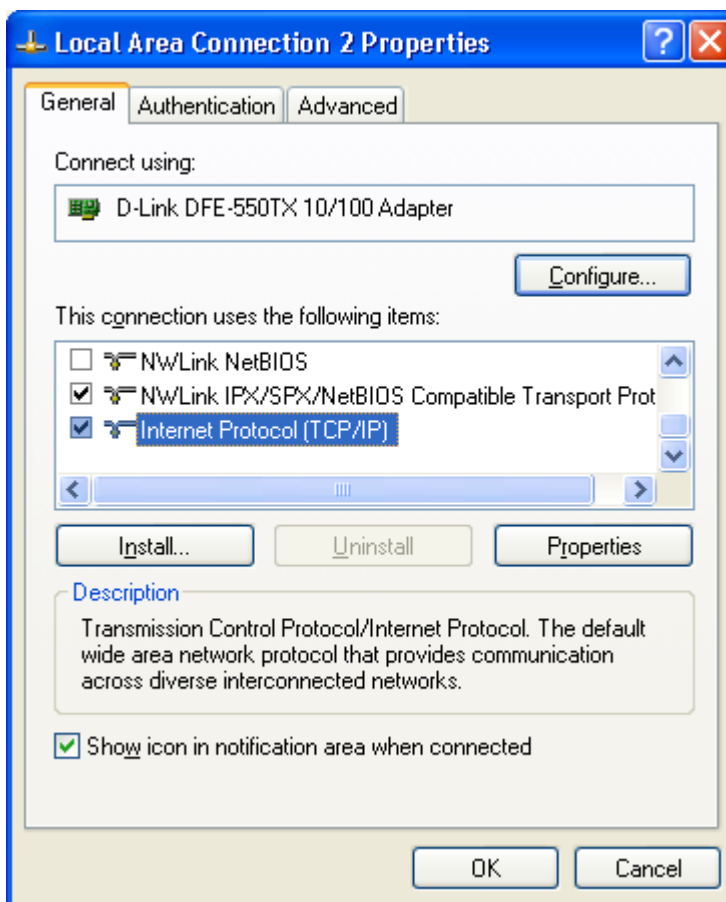 Local Area Connection 2 Properties
General Authentication Advanced
Connect using:
D-Link DFE-550TX 10/100 Adapter
Configure...
This connection uses the following items:
NWLink NetBIOS
NWLink IPX/SPX/NetBIOS Compatible Transport Prot
Internet Protocol (TCP/IP)
Install... Uninstall Properties
Description
Transmission Control Protocol/Internet Protocol. The default
wide area network protocol that provides communication
across diverse interconnected networks.
Show icon in notification area when connected
OK Cancel